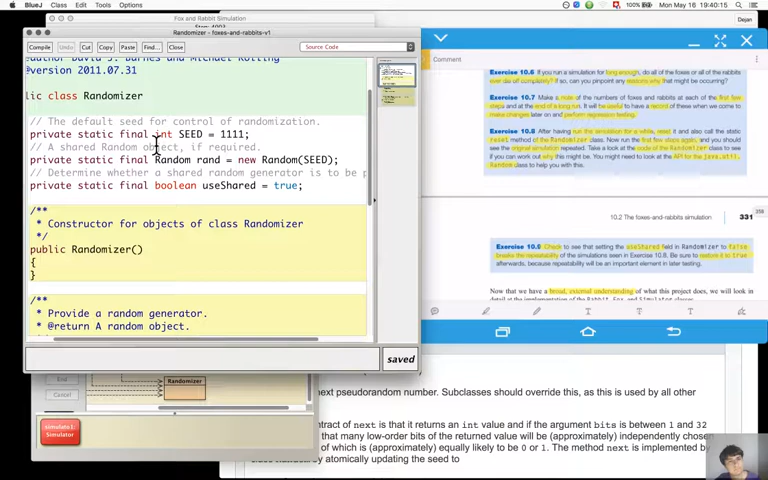 BlueJ Class Edit Tools Options
100% Mon May 16 19:40:15
Fox and Rabbit Simulation
Dejan
Randomizer - foxes-and-rabbits-v1
Compile Undo Cut Copy Paste Find... Close
Source Code
@version 2011.07.31
lic class Randomizer
// The default seed for control of randomization.
private static final int SEED = 1111;
// A shared Random object, if required.
private static final Random rand = new Random(SEED);
// Determine whether a shared random generator is to be p
private static final boolean useShared = true;
/**
* Constructor for objects of class Randomizer
*/
public Randomizer()
{
}
/**
* Provide a random generator.
* @return A random object.
saved
Comment
Exercise 10.6 If you run a simulation for long enough, do all of the foxes or all of the rabbits
ever die off completely? If so, can you pinpoint any reasons why that might be occurring?
Exercise 10.7 Make a note of the numbers of foxes and rabbits at each of the first few
steps and at the end of a long run. It will be useful to have a record of these when we come to
make changes later on and perform regression testing.
Exercise 10.8 After having run the simulation for a while, reset it and also call the static
reset method of the Randomizer class. Now run the first few steps again, and you should
see the original simulation repeated. Take a look at the code of the Randomizer class to see
if you can work out why this might be. You might need to look at the API for the java.util.
Random class to help you with this.
358
10.2 The foxes-and-rabbits simulation 331
Exercise 10.9 Check to see that setting the useShared field in Randomizer to false
breaks the repeatability of the simulations seen in Exercise 10.8. Be sure to restore it to true
afterwards, because repeatability will be an important element in later testing.
Now that we have a broad, external understanding of what this project does, we will look
in detail at the implementation of the Rabbit, Fox, and Simulator classes.
End
Cancel
Randomizer
simulato1:
Simulator
next pseudorandom number. Subclasses should override this, as this is used by all other
ntract of next is that it returns an int value and if the argument bits is between 1 and 32
that many low-order bits of the returned value will be (approximately) independently chosen
of which is (approximately) equally likely to be 0 or 1. The method next is implemented by
by atomically updating the seed to